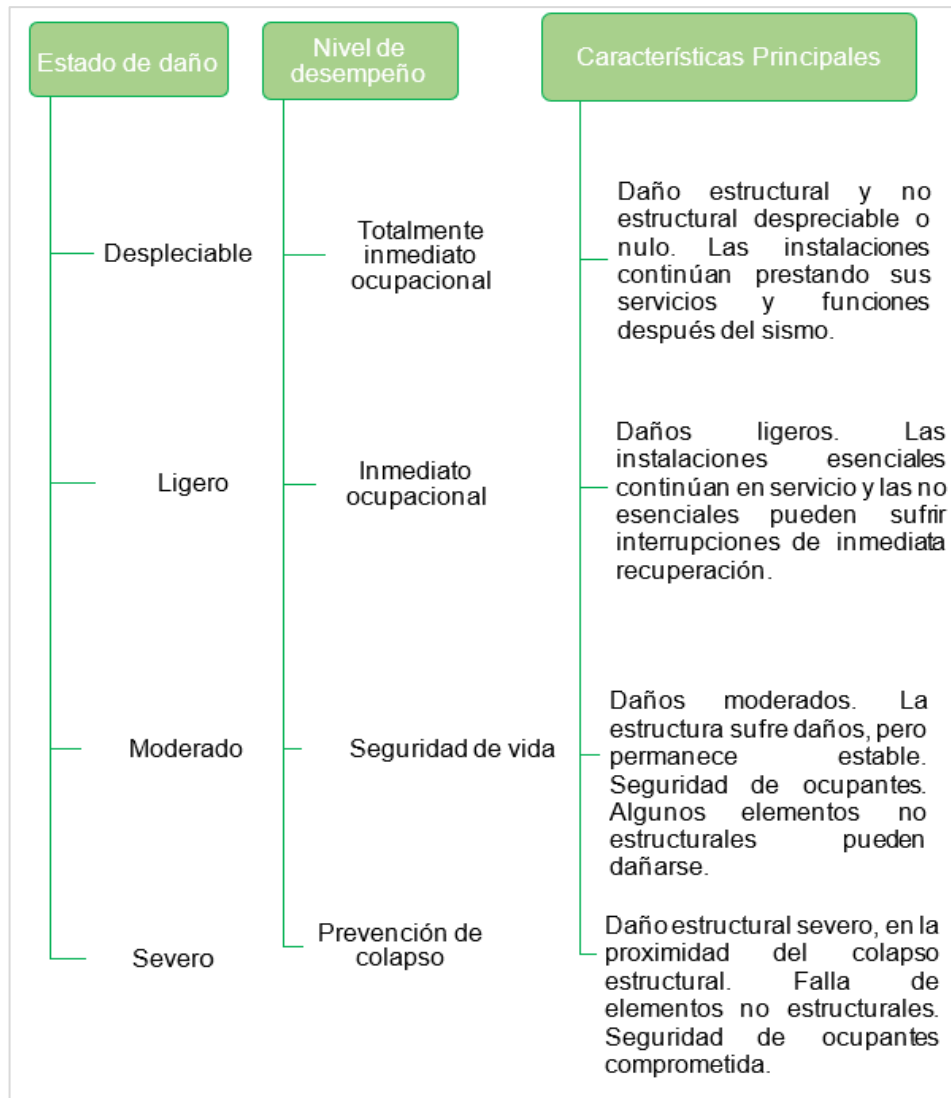 Estado de daño
Nivel de
desempeño
Características Principales
Despleciable
Totalmente
inmediato
ocupacional
Daño estructural y no
estructural despreciable o
nulo. Las instalaciones
continúan prestando sus
servicios y funciones
después del sismo.
Ligero
Inmediato
ocupacional
Daños ligeros. Las
instalaciones esenciales
continúan en servicio y las no
esenciales pueden sufrir
interrupciones de inmediata
recuperación.
Moderado
Seguridad de vida
Daños moderados. La
estructura sufre daños, pero
permanece estable.
Seguridad de ocupantes.
Algunos elementos no
estructurales pueden
dañarse.
Severo
Prevención de
colapso
Daño estructural severo, en la
proximidad del colapso
estructural. Falla de
elementos no estructurales.
Seguridad de ocupantes
comprometida.